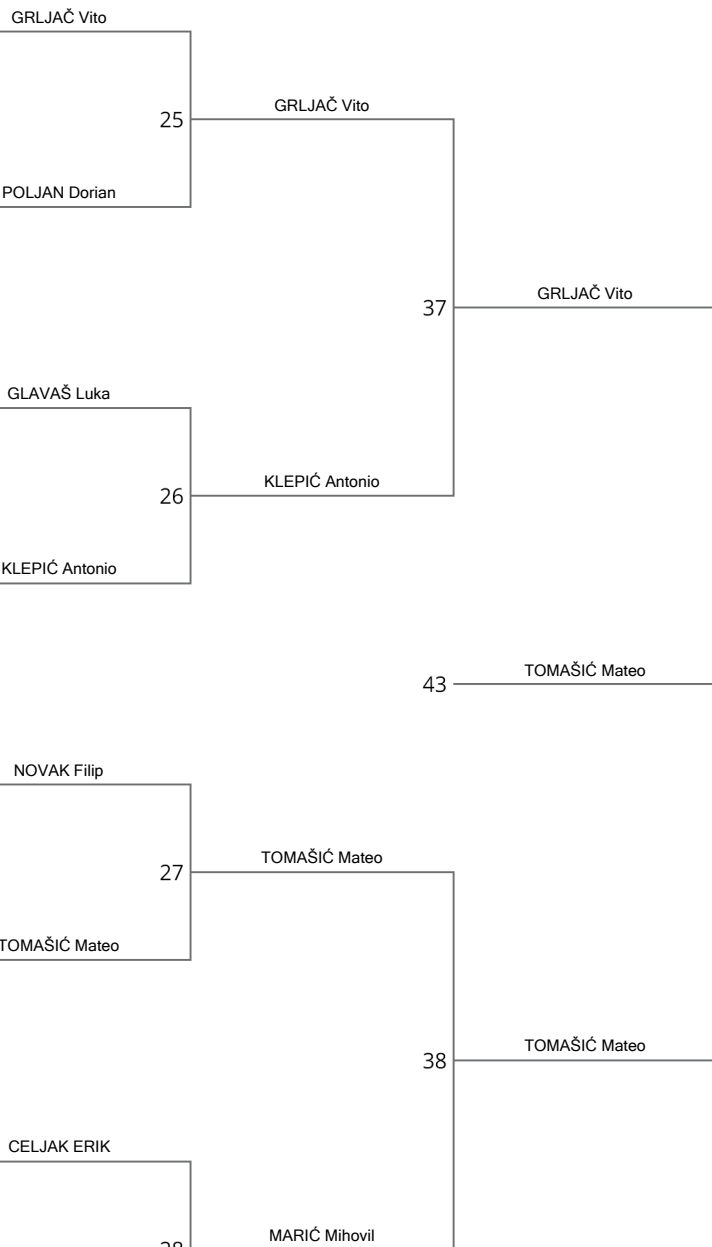 GRLJAČ Vito
GRLJAČ Vito
25
POLJAN Dorian
GRLJAČ Vito
37
GLAVAŠ Luka
KLEPIĆ Antonio
26
KLEPIĆ Antonio
TOMAŠIĆ Mateo
43
NOVAK Filip
TOMAŠIĆ Mateo
27
TOMAŠIĆ Mateo
TOMAŠIĆ Mateo
38
CELJAK ERIK
MARIĆ Mihovil